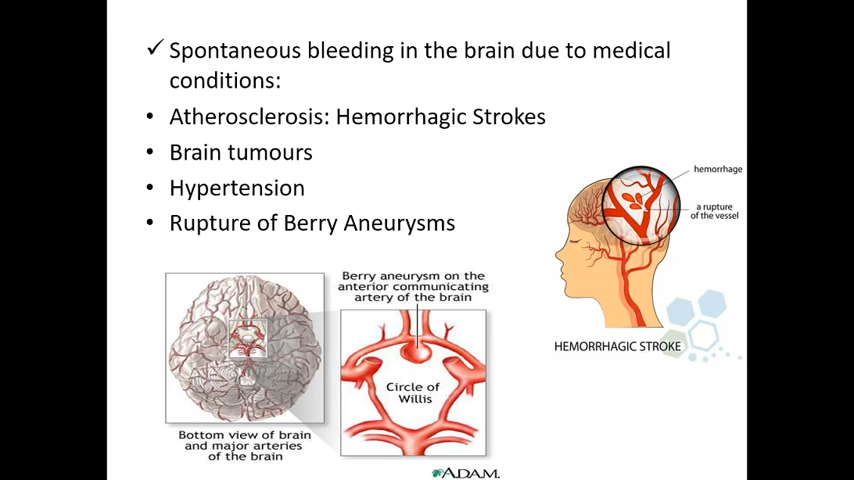 ✓ Spontaneous bleeding in the brain due to medical
conditions:
• Atherosclerosis: Hemorrhagic Strokes
• Brain tumours
• Hypertension
• Rupture of Berry Aneurysms
hemorrhage
a rupture
of the vessel
HEMORRHAGIC STROKE
Berry aneurysm on the
anterior communicating
artery of the brain
Circle of
Willis
Bottom view of brain
and major arteries
of the brain
ADAM.